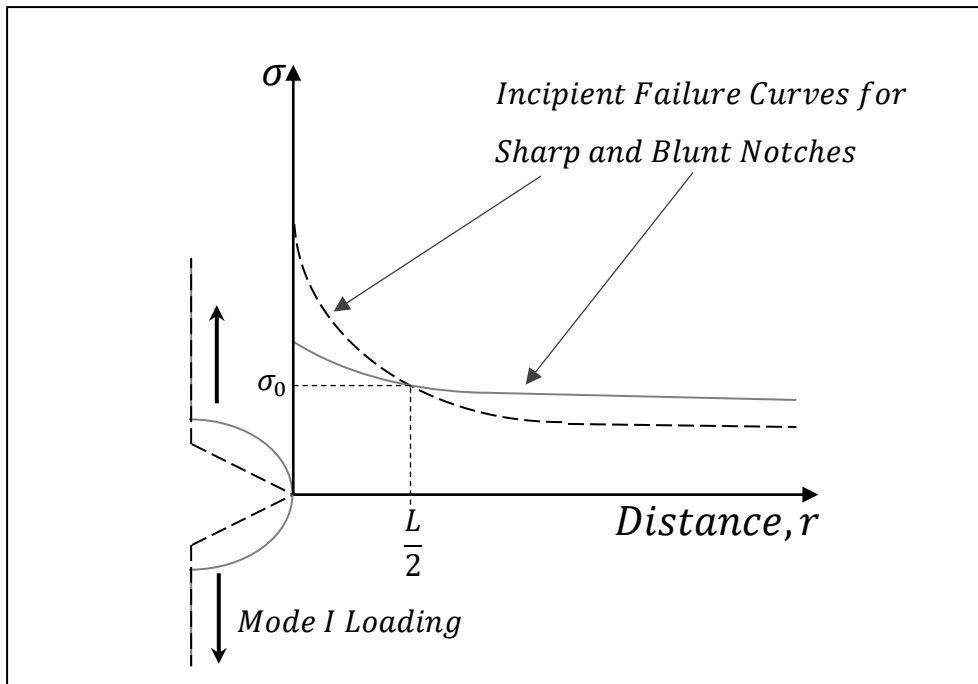 σ
Incipient Failure Curves for
Sharp and Blunt Notches
σ₀
L
2
Distance, r
Mode I Loading